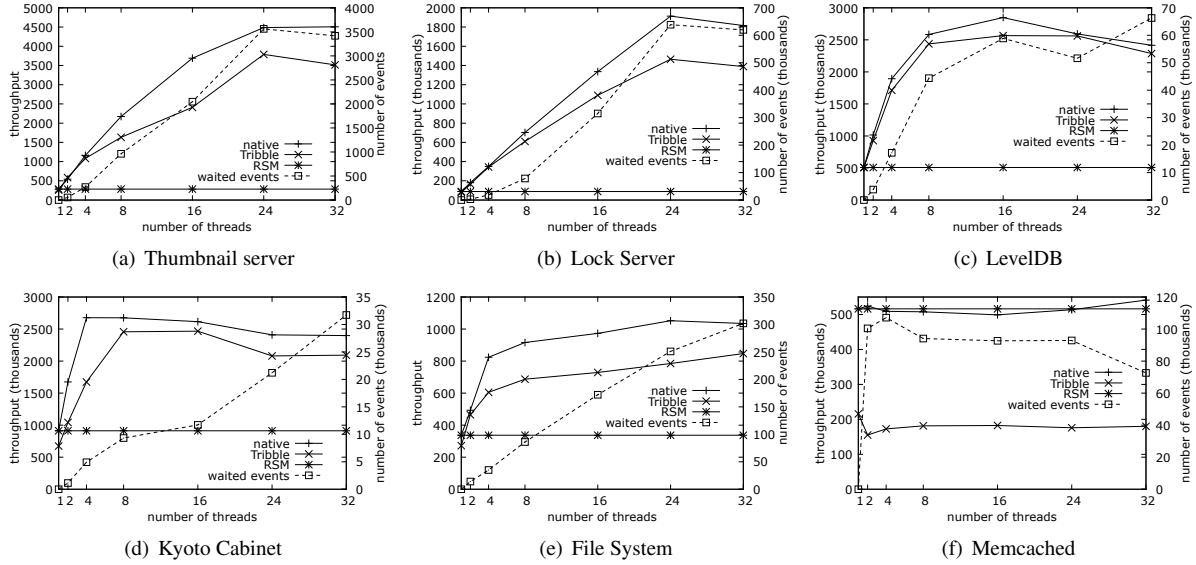 5000
4500
4000
3500
3000
2500
2000
1500
1000
500
0
throughput
4000
3500
3000
2500
2000
1500
1000
500
0
number of events
native
Tribble
RSM
waited events
1 2 4 8 16 24 32
number of threads
(a) Thumbnail server
2000
1800
1600
1400
1200
1000
800
600
400
200
0
throughput (thousands)
700
600
500
400
300
200
100
0
number of events (thousands)
native
Tribble
RSM
waited events
1 2 4 8 16 24 32
number of threads
(b) Lock Server
3000
2500
2000
1500
1000
500
0
throughput (thousands)
70
60
50
40
30
20
10
0
number of events (thousands)
native
Tribble
RSM
waited events
1 2 4 8 16 24 32
number of threads
(c) LevelDB
3000
2500
2000
1500
1000
500
0
throughput (thousands)
35
30
25
20
15
10
5
0
number of events (thousands)
native
Tribble
RSM
waited events
1 2 4 8 16 24 32
number of threads
(d) Kyoto Cabinet
1200
1000
800
600
400
200
0
throughput
350
300
250
200
150
100
50
0
number of events
native
Tribble
RSM
waited events
1 2 4 8 16 24 32
number of threads
(e) File System
500
400
300
200
100
0
throughput (thousands)
120
100
80
60
40
20
0
number of events (thousands)
native
Tribble
RSM
waited events
1 2 4 8 16 24 32
number of threads
(f) Memcached